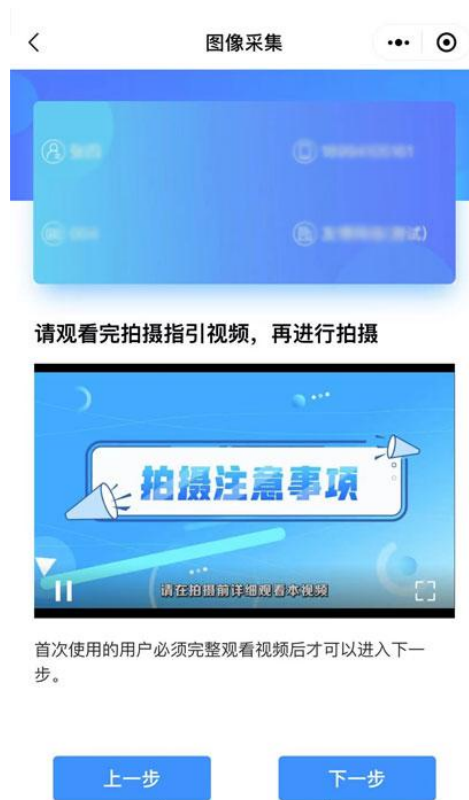 图像采集
请观看完拍摄指引视频，再进行拍摄
拍摄注意事项
请在拍摄前详细观看本视频
首次使用的用户必须完整观看视频后才可以进入下一
步。
上一步
下一步